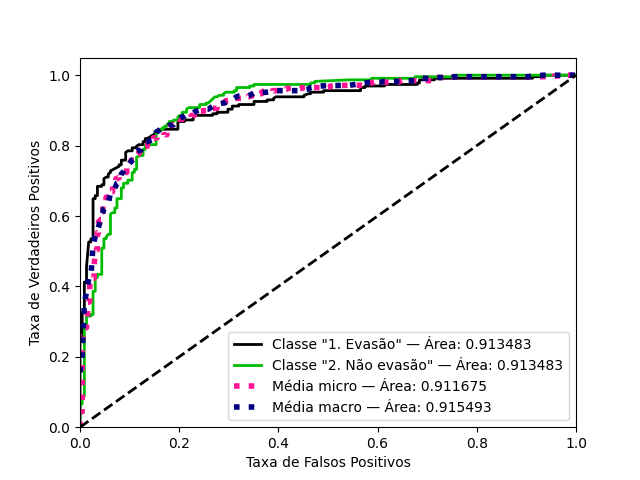 1.0
0.8
0.6
0.4
0.2
0.0
Taxa de Verdadeiros Positivos
Classe "1. Evasão" — Área: 0.913483
Classe "2. Não evasão" — Área: 0.913483
Média micro — Área: 0.911675
Média macro — Área: 0.915493
0.0 0.2 0.4 0.6 0.8 1.0
Taxa de Falsos Positivos